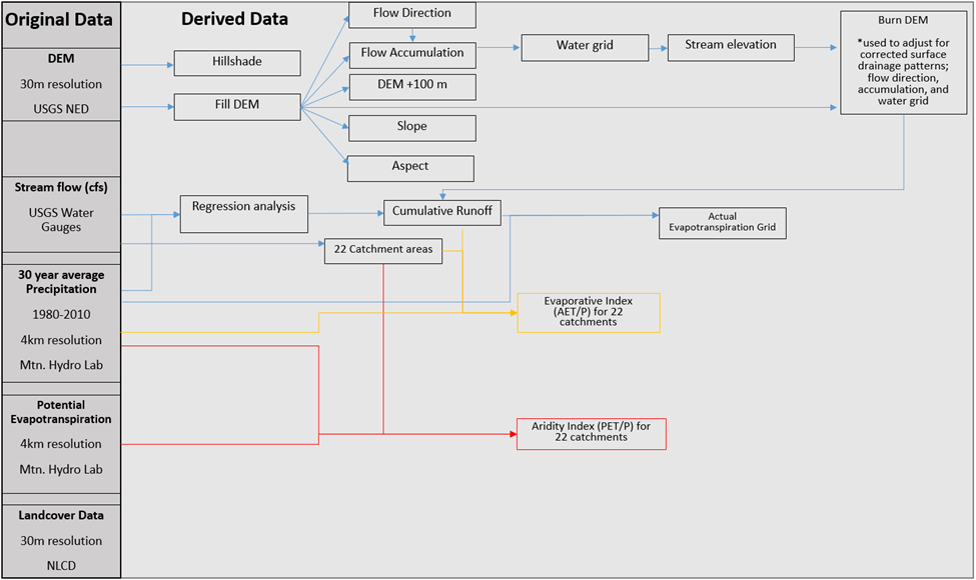 Original Data
DEM
30m resolution
USGS NED
Stream flow (cfs)
USGS Water
Gauges
30 year average
Precipitation
1980-2010
4km resolution
Mtn. Hydro Lab
Potential
Evapotranspiration
4km resolution
Mtn. Hydro Lab
Landcover Data
30m resolution
NLCD
Derived Data
Hillshade
Fill DEM
Flow Direction
Flow Accumulation
DEM +100 m
Slope
Aspect
Water grid
Stream elevation
Burn DEM
*used to adjust for
corrected surface
drainage patterns;
flow direction,
accumulation, and
water grid
Regression analysis
Cumulative Runoff
Actual
Evapotranspiration Grid
22 Catchment areas
Evaporative Index
(AET/P) for 22
catchments
Aridity Index (PET/P) for
22 catchments